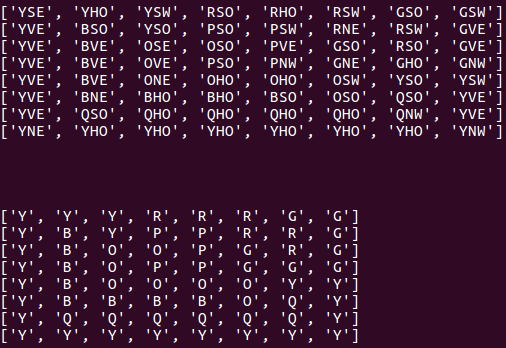 ['YSE', 'YHO', 'YSW', 'RSO', 'RHO', 'RSW', 'GSO', 'GSW']
['YVE', 'BSO', 'YSO', 'PSO', 'PSW', 'RNE', 'RSW', 'GVE']
['YVE', 'BVE', 'OSE', 'OSO', 'PVE', 'GSO', 'RSO', 'GVE']
['YVE', 'BVE', 'OVE', 'PSO', 'PNW', 'GNE', 'GHO', 'GNW']
['YVE', 'BVE', 'ONE', 'OHO', 'OHO', 'OSW', 'YSO', 'YSW']
['YVE', 'BNE', 'BHO', 'BHO', 'BSO', 'OSO', 'QSO', 'YVE']
['YVE', 'QSO', 'QHO', 'QHO', 'QHO', 'QHO', 'QNW', 'YVE']
['YNE', 'YHO', 'YHO', 'YHO', 'YHO', 'YHO', 'YHO', 'YNW']
['Y', 'Y', 'Y', 'R', 'R', 'R', 'G', 'G']
['Y', 'B', 'Y', 'P', 'P', 'R', 'R', 'G']
['Y', 'B', 'O', 'O', 'P', 'G', 'R', 'G']
['Y', 'B', 'O', 'P', 'P', 'G', 'G', 'G']
['Y', 'B', 'O', 'O', 'O', 'O', 'Y', 'Y']
['Y', 'B', 'B', 'B', 'B', 'O', 'Q', 'Y']
['Y', 'Q', 'Q', 'Q', 'Q', 'Q', 'Q', 'Y']
['Y', 'Y', 'Y', 'Y', 'Y', 'Y', 'Y', 'Y']